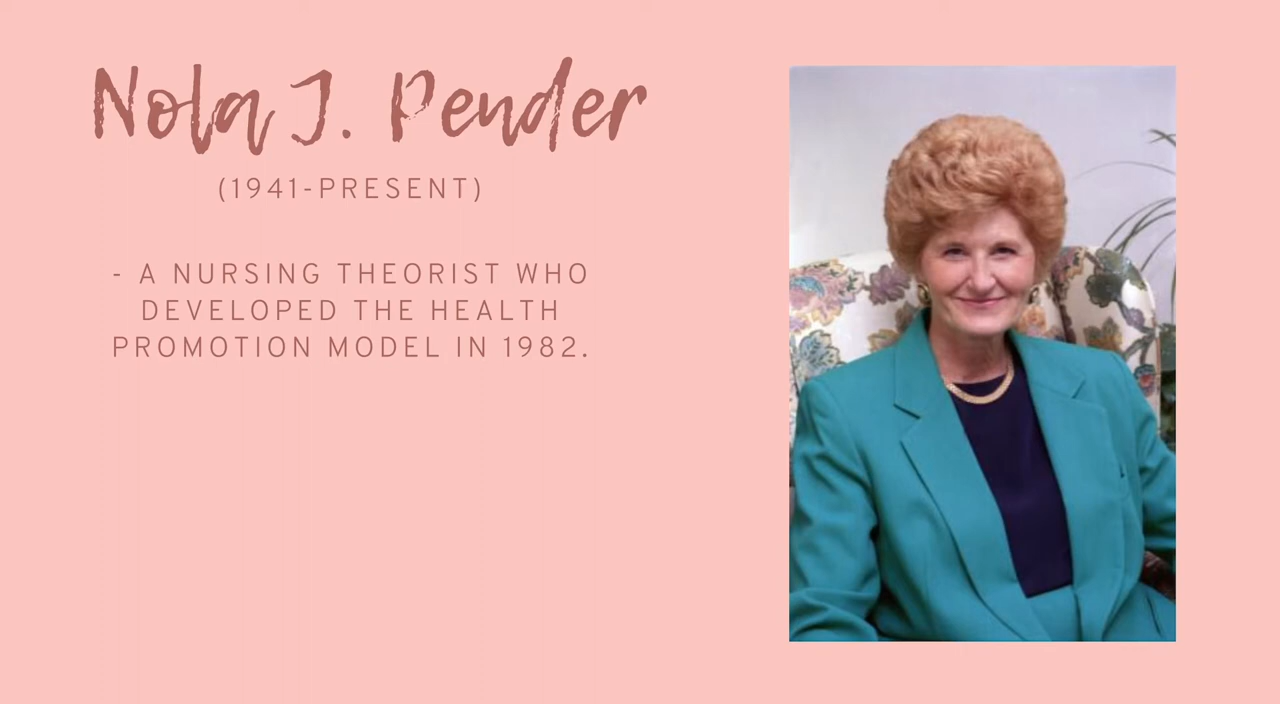 Nola J. Pender
(1941-PRESENT)
- A NURSING THEORIST WHO
DEVELOPED THE HEALTH
PROMOTION MODEL IN 1982.